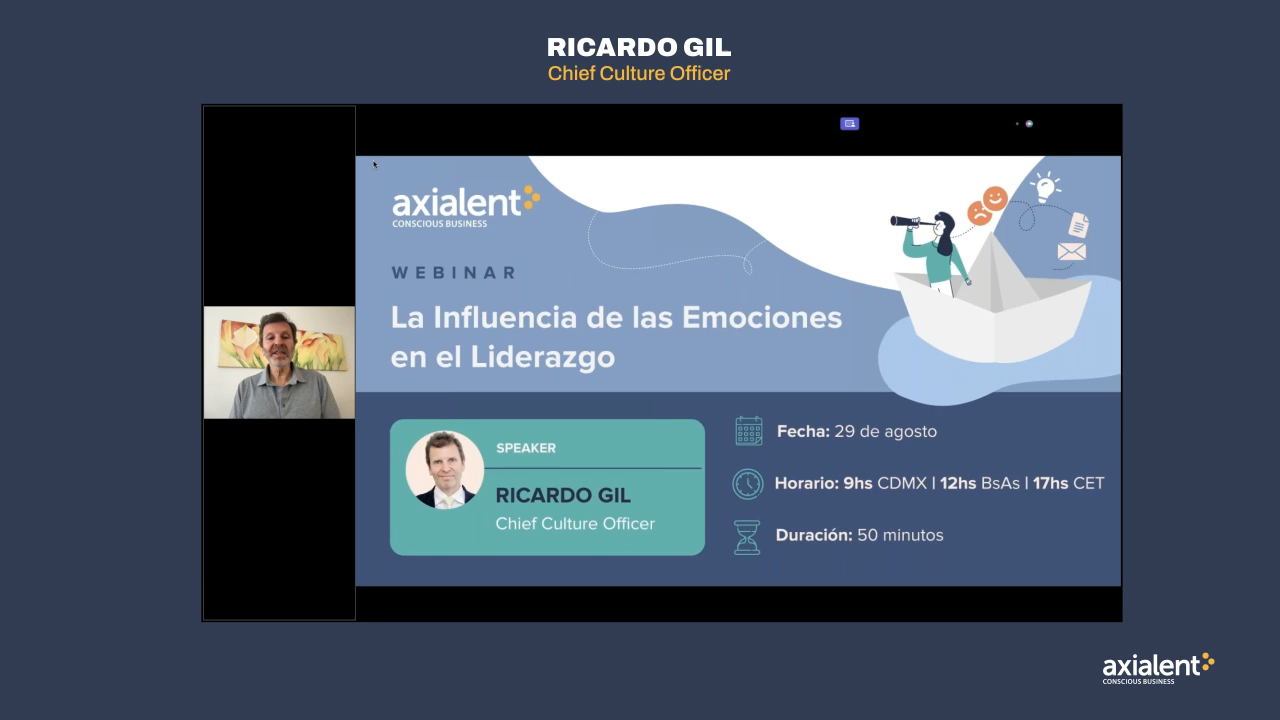 RICARDO GIL
Chief Culture Officer
axialent
CONSCIOUS BUSINESS
WEBINAR
La Influencia de las Emociones
en el Liderazgo
SPEAKER
RICARDO GIL
Chief Culture Officer
Fecha: 29 de agosto
Horario: 9hs CDMX | 12hs BsAs | 17hs CET
Duración: 50 minutos
axialent
CONSCIOUS BUSINESS